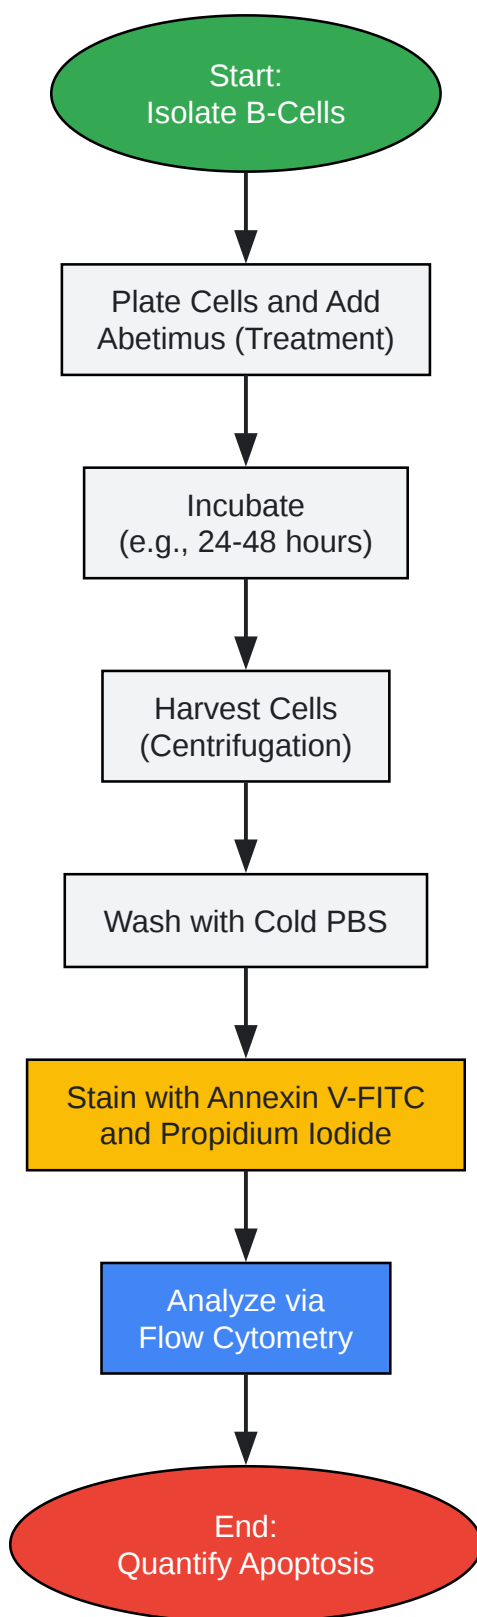 Start:
Isolate B-Cells
Plate Cells and Add
Abetimus (Treatment)
Incubate
(e.g., 24-48 hours)
Harvest Cells
(Centrifugation)
Wash with Cold PBS
Stain with Annexin V-FITC
and Propidium Iodide
Analyze via
Flow Cytometry
End:
Quantify Apoptosis